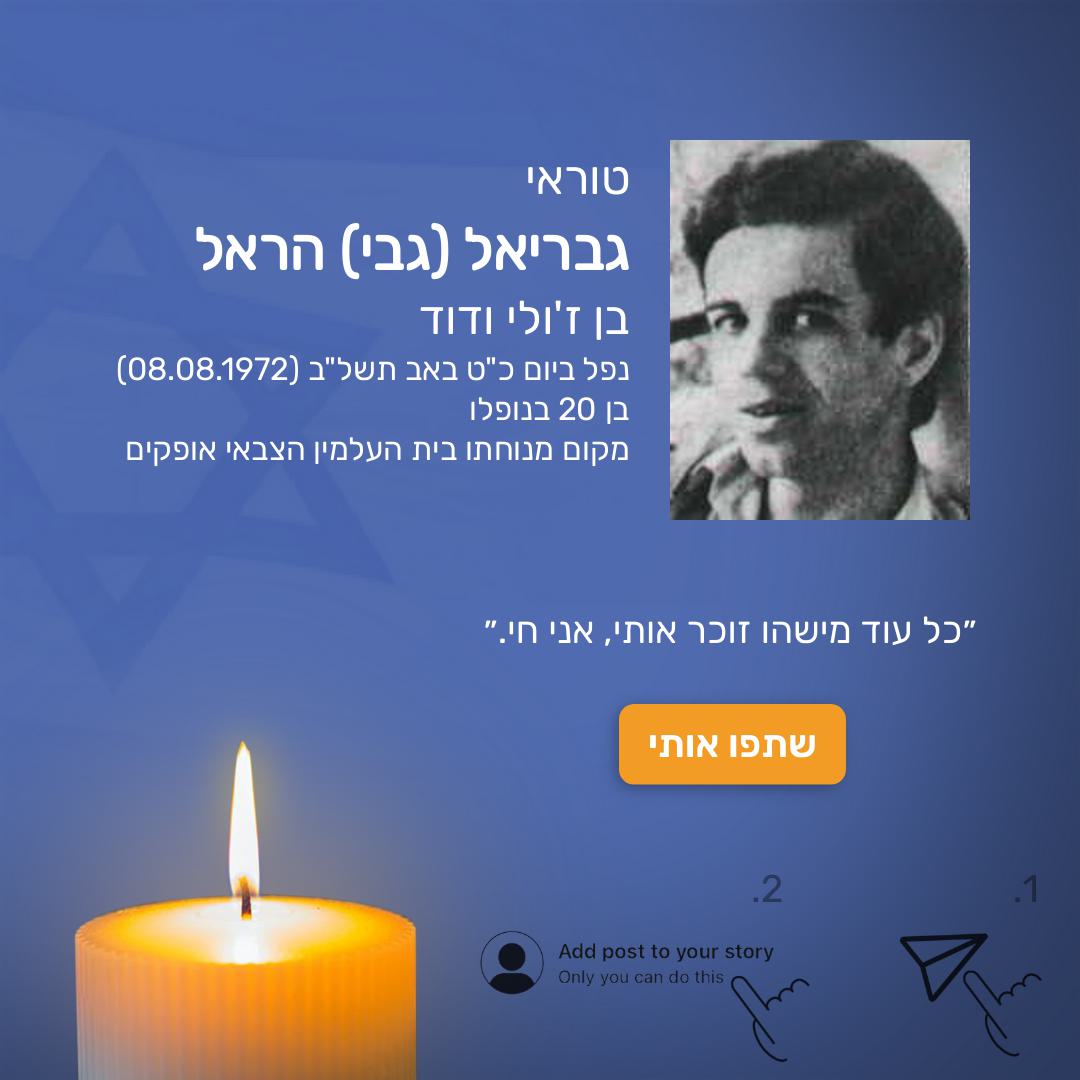 טוראי
גבריאל (גבי) הראל
בן ז'ולי ודוד
נפל ביום כ"ט באב תשל"ב (08.08.1972)
בן 20 בנופלו
מקום מנוחתו בית העלמין הצבאי אופקים
״כל עוד מישהו זוכר אותי, אני חי.״
שתפו אותי
.1
.2
Add post to your story
Only you can do this